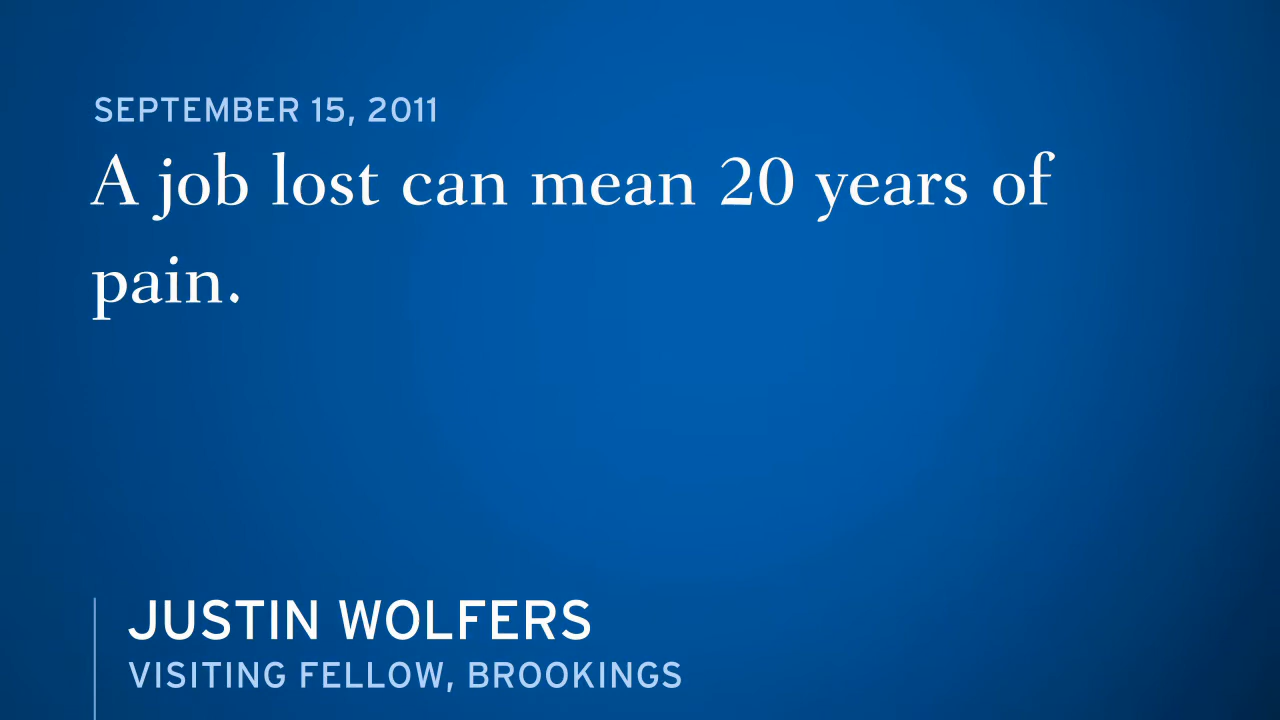 SEPTEMBER 15, 2011
A job lost can mean 20 years of
pain.
JUSTIN WOLFERS
VISITING FELLOW, BROOKINGS